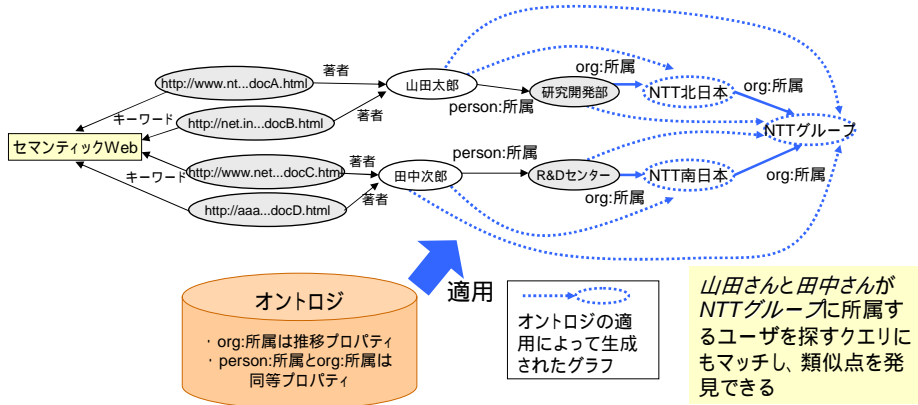 http://www.nt...docA.html
著者
山田太郎
org:所属
研究開発部
NTT北日本
org:所属
person:所属
キーワード
http://net.in...docB.html
著者
NTTグループ
セマンティックWeb
著者
person:所属
http://www.net...docC.html
田中次郎
R&Dセンター
NTT南日本
org:所属
キーワード
著者
org:所属
http://aaa...docD.html
適用
オントロジ
・org:所属は推移プロパティ
・person:所属とorg:所属は
同等プロパティ
オントロジの適
用によって生成
されたグラフ
山田さんと田中さんが
NTTグループに所属す
るユーザを探すクエリに
もマッチし、類似点を発
見できる